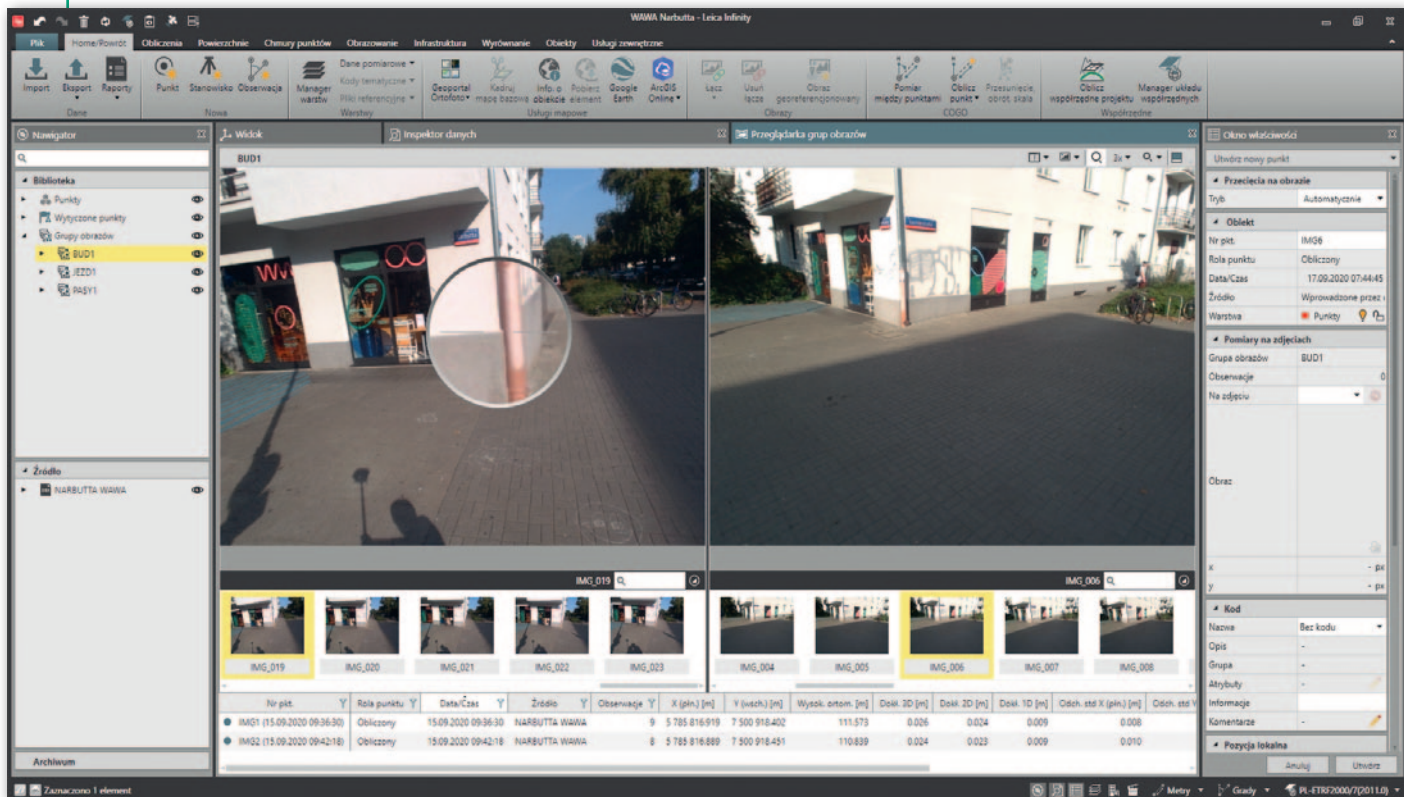 WAWA Narbutta - Leica Infinity
Plik Home/Powrót Obliczenia Powierzchnie Chmury punktów Obrazowanie Infrastruktura Wyrównanie Obiekty Usługi zewnętrzne
Import Eksport Raporty
Dane
Punkt Stanowisko Obserwacja
Nowa
Manager warstw
Dane pomiarowe
Kody tematyczne
Pliki referencyjne
Warstwy
Geoportal Ortofoto
Kadruj mapę bazową
Info. o obiekcie
Pobierz element
Google Earth
ArcGIS Online
Usługi mapowe
Łącz
Usuń łącze
Obraz georeferencjonowany
Obrazy
Pomiar między punktami
Oblicz punkt
Przesunięcie, obrót, skala
COGO
Oblicz współrzędne projektu
Manager układu współrzędnych
Współrzędne
Nawigator
Biblioteka
Punkty
Wytyczone punkty
Grupy obrazów
BUD1
JEZD1
PASY1
Źródło
NARBUTTA WAWA
Archiwum
Widok Inspektor danych Przeglądarka grup obrazów
BUD1
2x
IMG_019
IMG_006
IMG_019 IMG_020 IMG_021 IMG_022 IMG_023
IMG_004 IMG_005 IMG_006 IMG_007 IMG_008
Nr pkt. Rola punktu Data/Czas Źródło Obserwacje X (płn.) [m] Y (wsch.) [m] Wysok. ortom. [m] Dokł. 3D [m] Dokł. 2D [m] Dokł. 1D [m] Odch. std X (płn.) [m] Odch. std Y
IMG1 (15.09.2020 09:36:30) Obliczony 15.09.2020 09:36:30 NARBUTTA WAWA 9 5 785 816.919 7 500 918.402 111.573 0.026 0.024 0.009 0.008
IMG2 (15.09.2020 09:42:18) Obliczony 15.09.2020 09:42:18 NARBUTTA WAWA 8 5 785 816.889 7 500 918.451 110.839 0.024 0.023 0.009 0.010
Okno właściwości
Utwórz nowy punkt
Przecięcia na obrazie
Tryb Automatycznie
Obiekt
Nr pkt. IMG6
Rola punktu Obliczony
Data/Czas 17.09.2020 07:44:45
Źródło Wprowadzone przez
Warstwa Punkty
Pomiary na zdjęciach
Grupa obrazów BUD1
Obserwacje 0
Na zdjęciu
Obraz
x - px
y - px
Kod
Nazwa Bez kodu
Opis -
Grupa -
Atrybuty -
Informacje
Komentarze -
Pozycja lokalna
Anuluj Utwórz
Zaznaczono 1 element
Metry Grady PL-ETRF2000/7(2011.0)